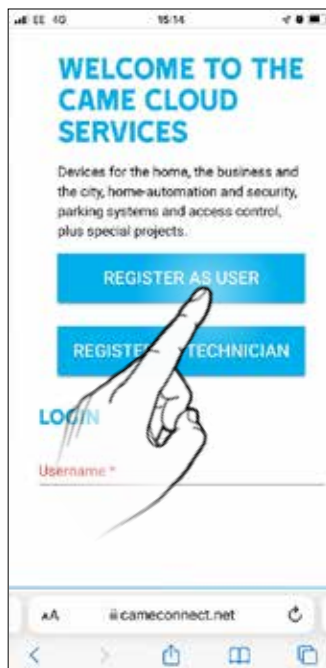 EE 4G 15:14
WELCOME TO THE
CAME CLOUD
SERVICES
Devices for the home, the business and
the city, home-automation and security,
parking systems and access control,
plus special projects.
REGISTER AS USER
REGISTER TECHNICIAN
LOGIN
Username *
AA cameconnect.net